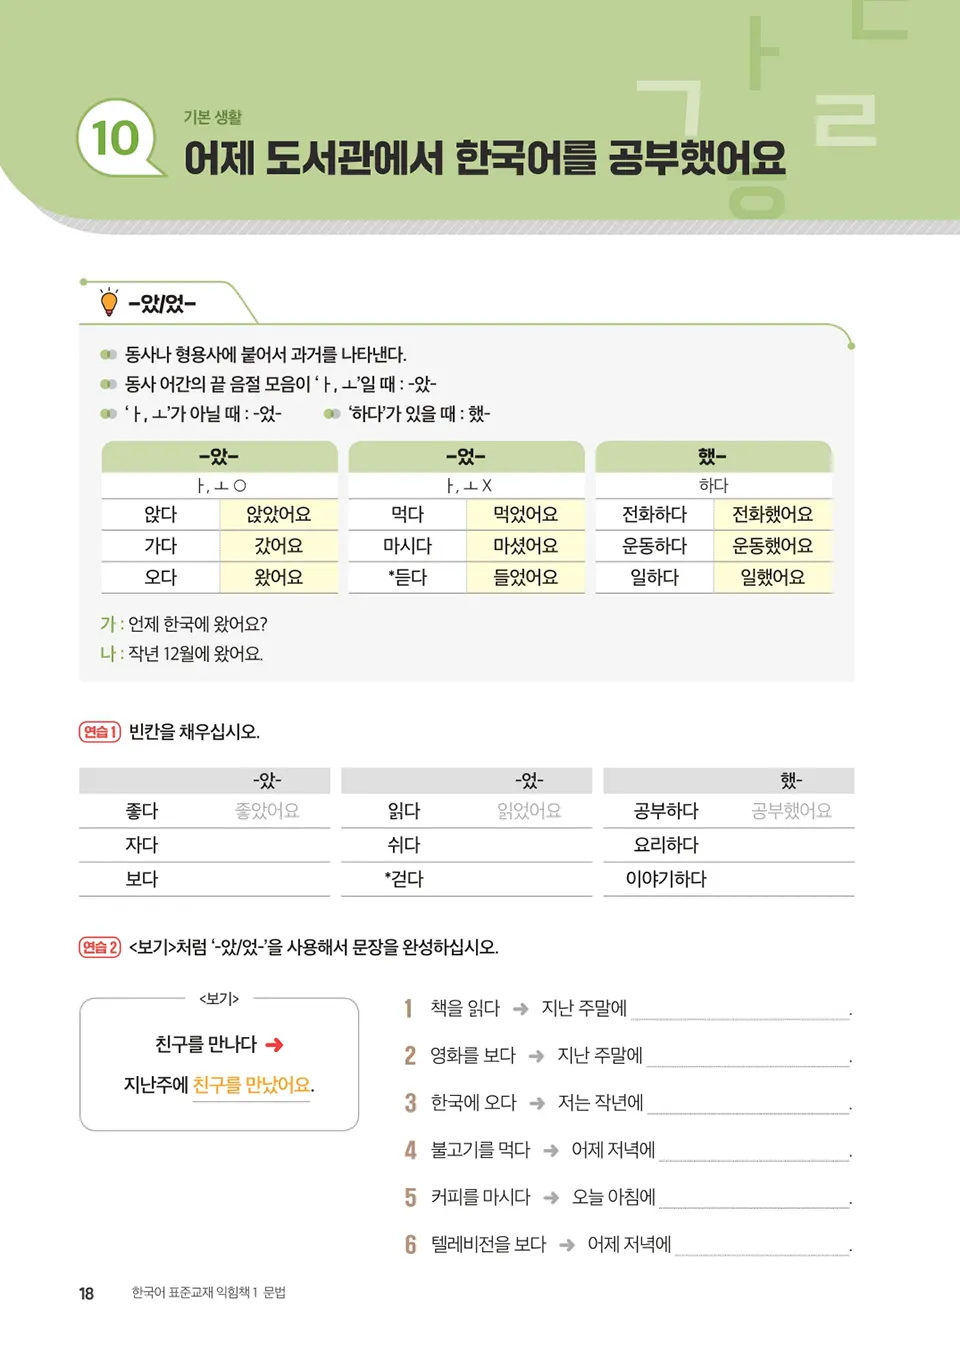 10
기본 생활
어제 도서관에서 한국어를 공부했어요
ㅏ
ㄷ
ㄱ
ㄹ
-았/었-
동사나 형용사에 붙어서 과거를 나타낸다.
동사 어간의 끝 음절 모음이 ‘ㅏ, ㅗ’일 때 : -았-
‘ㅏ, ㅗ’가 아닐 때 : -었- ‘하다’가 있을 때 : 했-
-았- -었- 했-
ㅏ, ㅗ O ㅏ, ㅗ X 하다
앉다 앉았어요 먹다 먹었어요 전화하다 전화했어요
가다 갔어요 마시다 마셨어요 운동하다 운동했어요
오다 왔어요 *듣다 들었어요 일하다 일했어요
가 : 언제 한국에 왔어요?
나 : 작년 12월에 왔어요.
연습 1 빈칸을 채우십시오.
-았- -었- 했-
좋다 좋았어요 읽다 읽었어요 공부하다 공부했어요
자다 쉬다 요리하다
보다 *걷다 이야기하다
연습 2 <보기>처럼 ‘-았/었-’을 사용해서 문장을 완성하십시오.
<보기>
친구를 만나다 ➜
지난주에 친구를 만났어요.
1 책을 읽다 ➜ 지난 주말에 .
2 영화를 보다 ➜ 지난 주말에 .
3 한국에 오다 ➜ 저는 작년에 .
4 불고기를 먹다 ➜ 어제 저녁에 .
5 커피를 마시다 ➜ 오늘 아침에 .
6 텔레비전을 보다 ➜ 어제 저녁에 .
18 한국어 표준교재 익힘책 1 문법